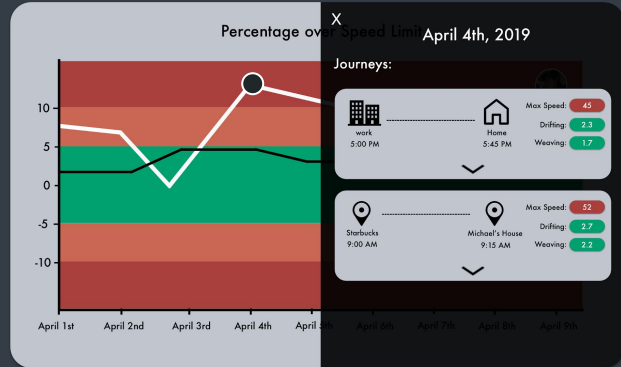 Percentage over Speed Limit
10
5
0
-5
-10
April 1st April 2nd April 3rd April 4th April 5th April 6th April 7th April 8th April 9th
X
April 4th, 2019
Journeys:
work
5:00 PM
Home
5:45 PM
Max Speed: 45
Drifting: 2.3
Weaving: 1.7
Starbucks
9:00 AM
Michael's House
9:15 AM
Max Speed: 52
Drifting: 2.7
Weaving: 2.2